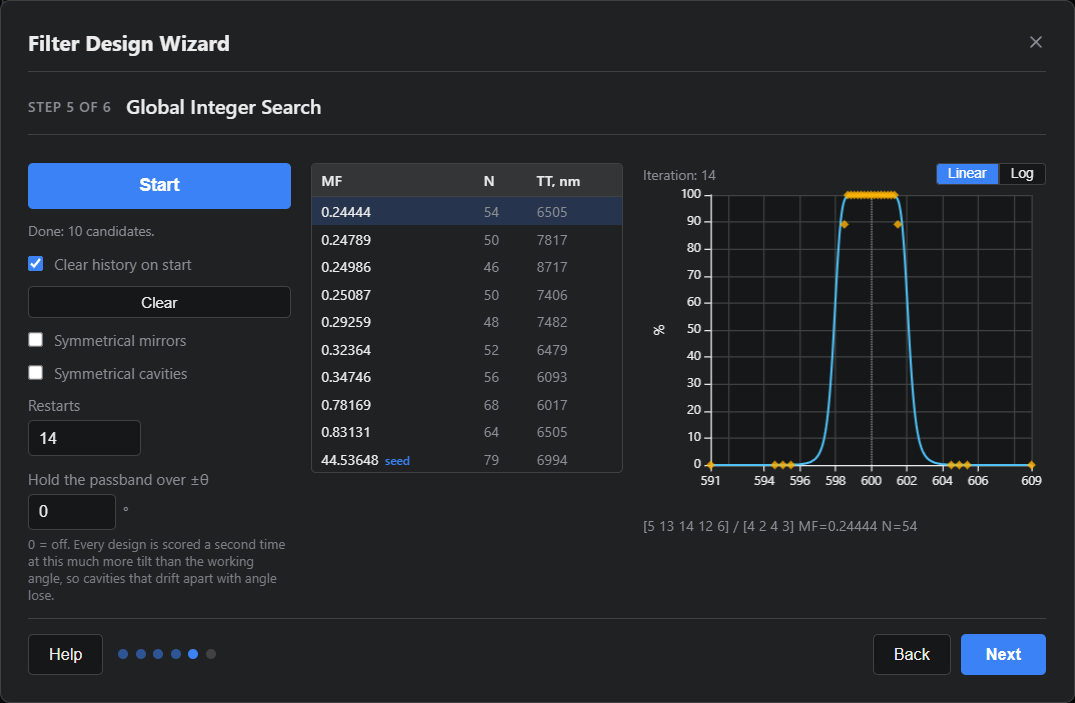 Filter Design Wizard
×
STEP 5 OF 6 Global Integer Search
Start
Done: 10 candidates.
Clear history on start
Clear
Symmetrical mirrors
Symmetrical cavities
Restarts
14
Hold the passband over ±θ
0 °
0 = off. Every design is scored a second time
at this much more tilt than the working
angle, so cavities that drift apart with angle
lose.
MF N TT, nm
0.24444 54 6505
0.24789 50 7817
0.24986 46 8717
0.25087 50 7406
0.29259 48 7482
0.32364 52 6479
0.34746 56 6093
0.78169 68 6017
0.83131 64 6505
44.53648 seed 79 6994
Iteration: 14
Linear Log
100
90
80
70
60
50
40
30
20
10
0
%
591 594 596 598 600 602 604 606 609
[5 13 14 12 6] / [4 2 4 3] MF=0.24444 N=54
Help
Back
Next